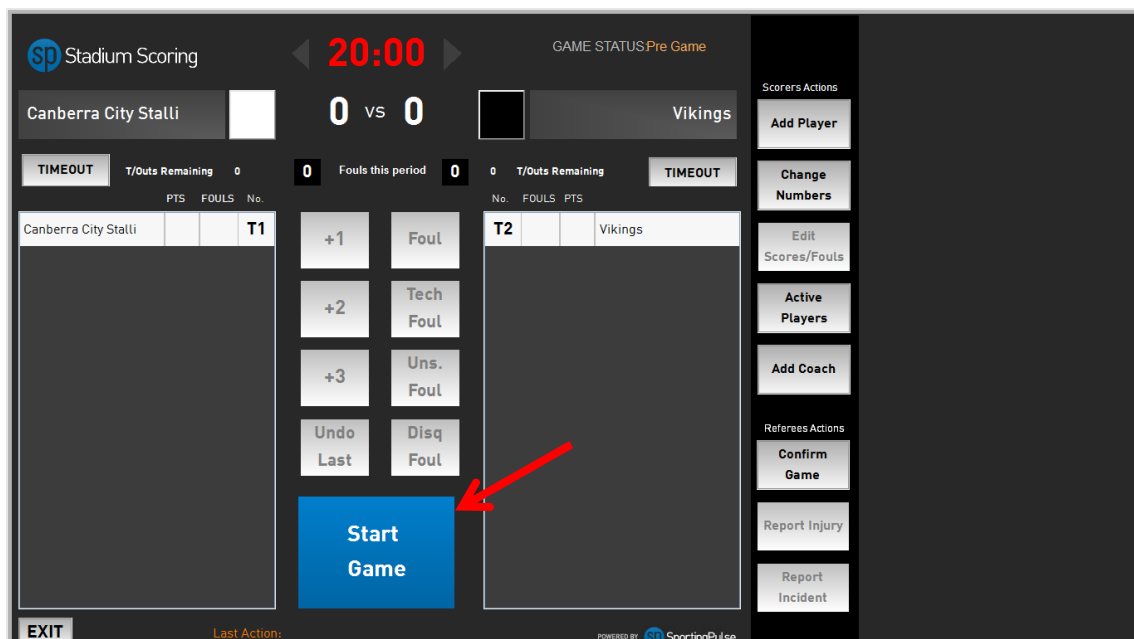 sp Stadium Scoring
20:00
GAME STATUS:Pre Game
Canberra City Stalli
0 vs 0
Vikings
TIMEOUT T/Outs Remaining 0
0 Fouls this period 0
0 T/Outs Remaining TIMEOUT
PTS FOULS No.
No. FOULS PTS
Canberra City Stalli T1
T2 Vikings
+1
Foul
+2
Tech
Foul
+3
Uns.
Foul
Undo
Last
Disq
Foul
Start
Game
EXIT
Last Action:
POWERED BY sp SportingPulse
Scorers Actions
Add Player
Change
Numbers
Edit
Scores/Fouls
Active
Players
Add Coach
Referees Actions
Confirm
Game
Report Injury
Report
Incident